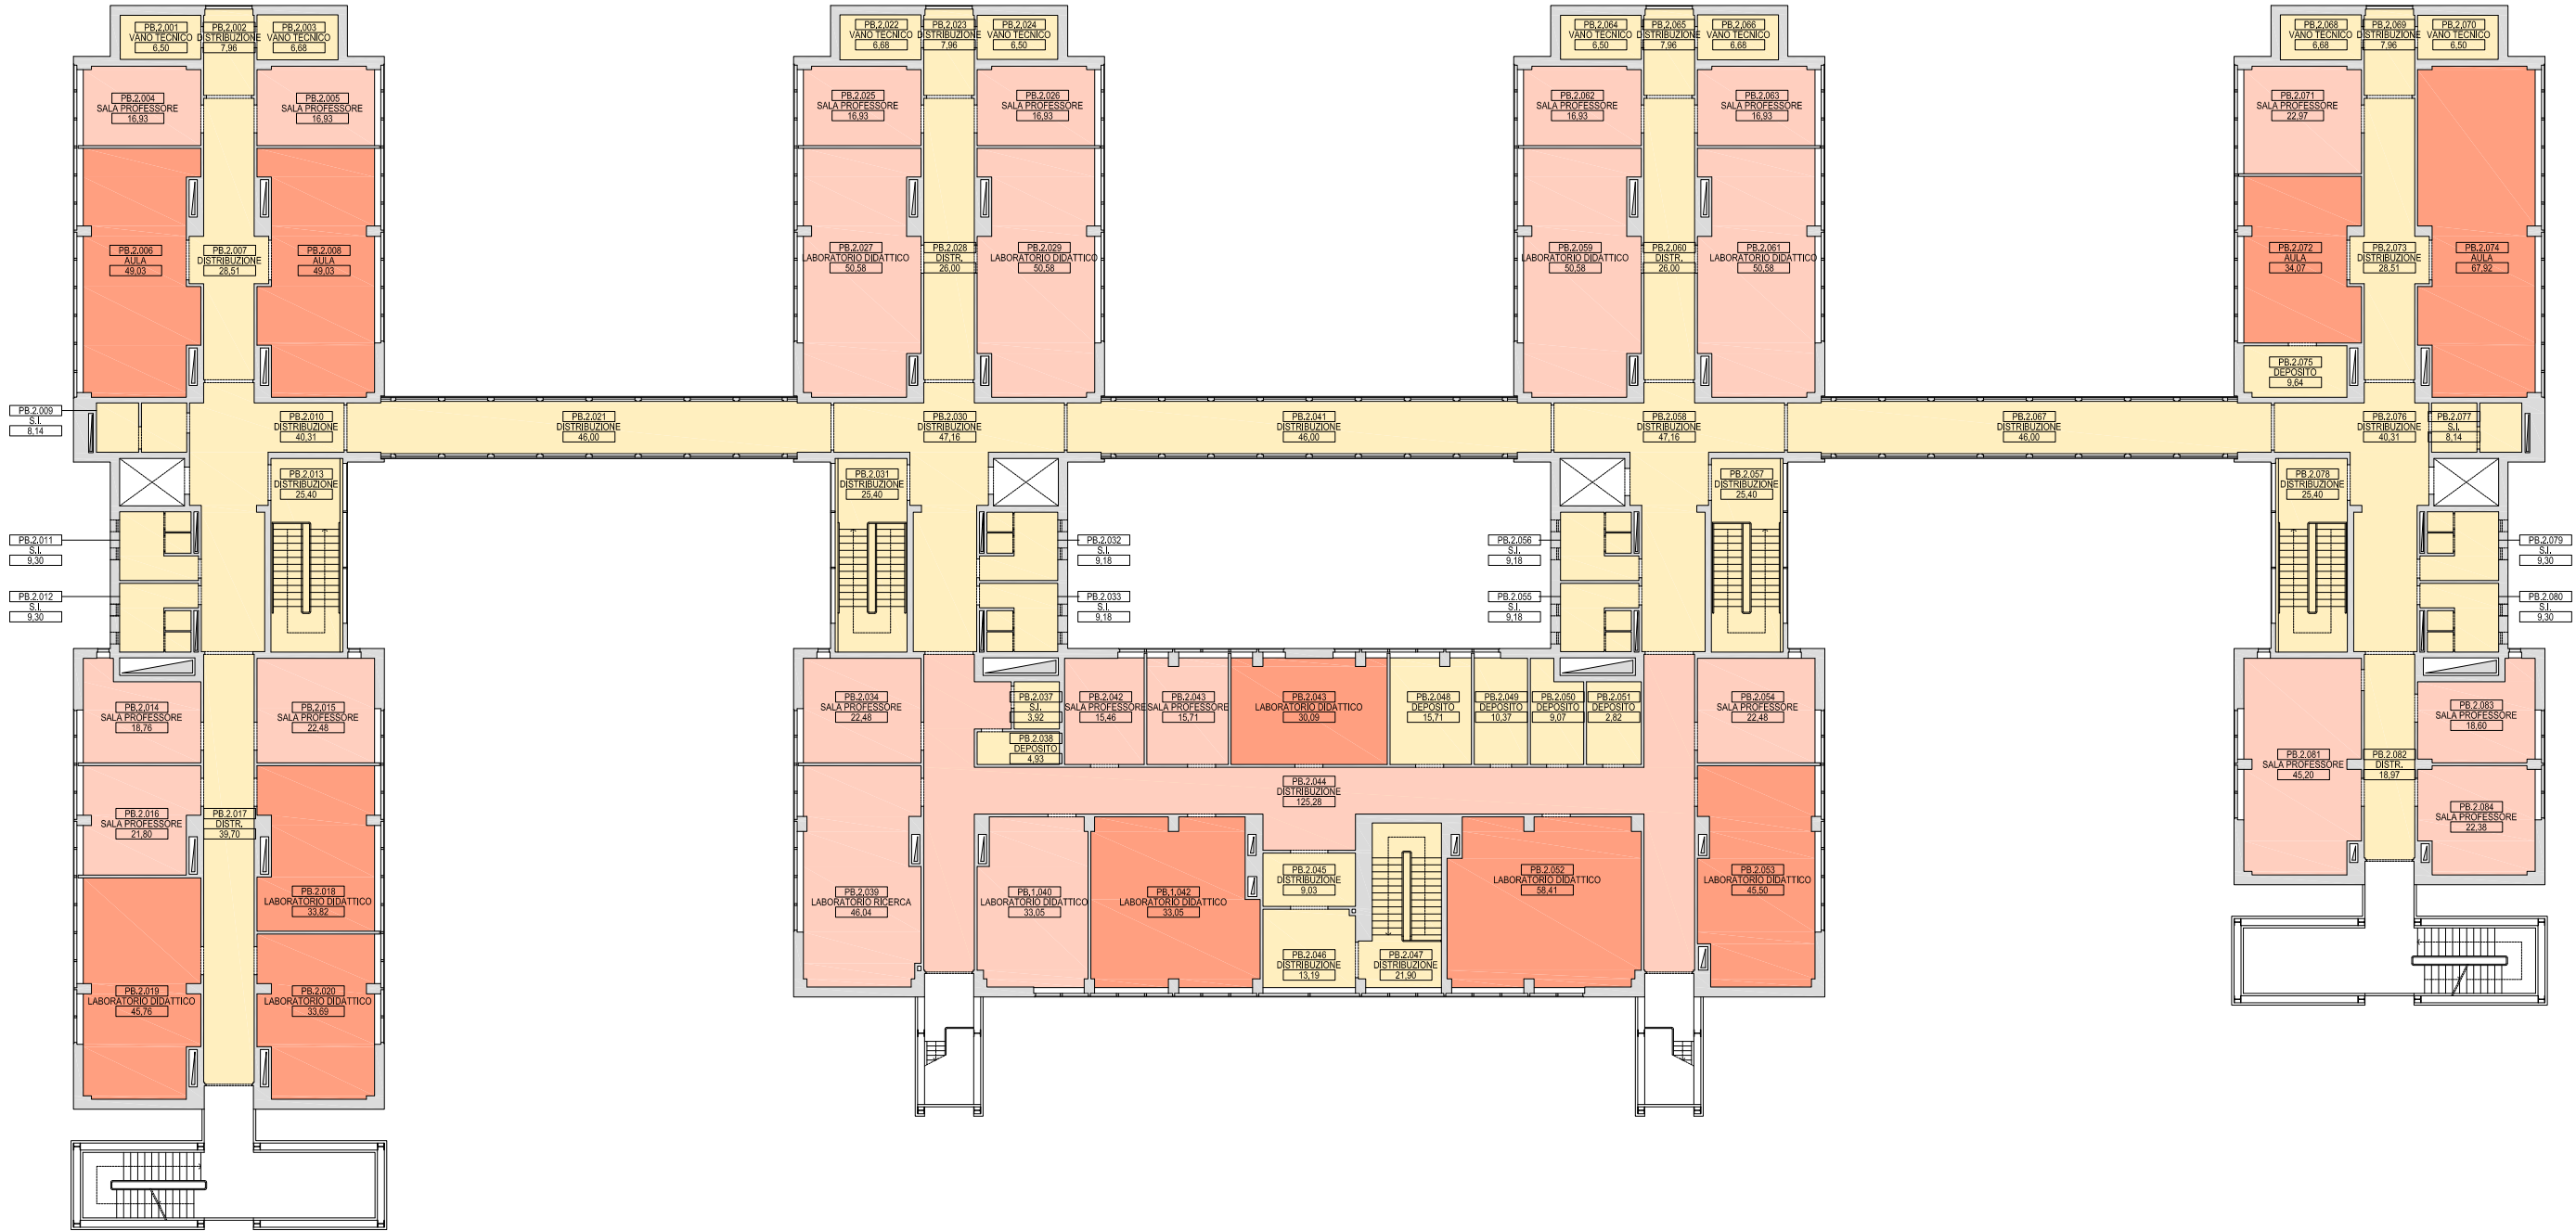 PB.2.001
VANO TECNICO
6,50
PB.2.002
DISTRIBUZIONE
7,96
PB.2.003
VANO TECNICO
6,68
PB.2.022
VANO TECNICO
6,68
PB.2.023
DISTRIBUZIONE
7,96
PB.2.024
VANO TECNICO
6,50
PB.2.064
VANO TECNICO
6,50
PB.2.065
DISTRIBUZIONE
7,96
PB.2.066
VANO TECNICO
6,68
PB.2.068
VANO TECNICO
6,68
PB.2.069
DISTRIBUZIONE
7,96
PB.2.070
VANO TECNICO
6,50
PB.2.004
SALA PROFESSORE
16,93
PB.2.005
SALA PROFESSORE
16,93
PB.2.025
SALA PROFESSORE
16,93
PB.2.026
SALA PROFESSORE
16,93
PB.2.062
SALA PROFESSORE
16,93
PB.2.063
SALA PROFESSORE
16,93
PB.2.071
SALA PROFESSORE
22,97
PB.2.006
AULA
49,03
PB.2.007
DISTRIBUZIONE
28,51
PB.2.008
AULA
49,03
PB.2.027
LABORATORIO DIDATTICO
50,58
PB.2.028
DISTR.
26,00
PB.2.029
LABORATORIO DIDATTICO
50,58
PB.2.059
LABORATORIO DIDATTICO
50,58
PB.2.060
DISTR.
26,00
PB.2.061
LABORATORIO DIDATTICO
50,58
PB.2.072
AULA
34,07
PB.2.073
DISTRIBUZIONE
28,51
PB.2.074
AULA
67,92
PB.2.075
DEPOSITO
9,64
PB.2.009
S.I.
8,14
PB.2.010
DISTRIBUZIONE
40,31
PB.2.021
DISTRIBUZIONE
46,00
PB.2.030
DISTRIBUZIONE
47,16
PB.2.041
DISTRIBUZIONE
46,00
PB.2.058
DISTRIBUZIONE
47,16
PB.2.067
DISTRIBUZIONE
46,00
PB.2.076
DISTRIBUZIONE
40,31
PB.2.077
S.I.
8,14
PB.2.013
DISTRIBUZIONE
25,40
PB.2.031
DISTRIBUZIONE
25,40
PB.2.057
DISTRIBUZIONE
25,40
PB.2.078
DISTRIBUZIONE
25,40
PB.2.011
S.I.
9,30
PB.2.032
S.I.
9,18
PB.2.056
S.I.
9,18
PB.2.079
S.I.
9,30
PB.2.012
S.I.
9,30
PB.2.033
S.I.
9,18
PB.2.055
S.I.
9,18
PB.2.080
S.I.
9,30
PB.2.014
SALA PROFESSORE
18,76
PB.2.015
SALA PROFESSORE
22,48
PB.2.034
SALA PROFESSORE
22,48
PB.2.037
S.I.
3,92
PB.2.042
SALA PROFESSORE
15,46
PB.2.043
SALA PROFESSORE
15,71
PB.2.043
LABORATORIO DIDATTICO
30,09
PB.2.048
DEPOSITO
15,71
PB.2.049
DEPOSITO
10,37
PB.2.050
DEPOSITO
9,07
PB.2.051
DEPOSITO
2,82
PB.2.054
SALA PROFESSORE
22,48
PB.2.083
SALA PROFESSORE
18,60
PB.2.038
DEPOSITO
4,93
PB.2.081
SALA PROFESSORE
45,20
PB.2.082
DISTR.
18,97
PB.2.044
DISTRIBUZIONE
125,28
PB.2.016
SALA PROFESSORE
21,80
PB.2.017
DISTR.
39,70
PB.2.084
SALA PROFESSORE
22,38
PB.2.018
LABORATORIO DIDATTICO
33,82
PB.2.039
LABORATORIO RICERCA
46,04
PB.1.040
LABORATORIO DIDATTICO
33,05
PB.1.042
LABORATORIO DIDATTICO
33,05
PB.2.045
DISTRIBUZIONE
9,03
PB.2.052
LABORATORIO DIDATTICO
58,41
PB.2.053
LABORATORIO DIDATTICO
45,50
PB.2.046
DISTRIBUZIONE
13,19
PB.2.047
DISTRIBUZIONE
21,90
PB.2.019
LABORATORIO DIDATTICO
45,76
PB.2.020
LABORATORIO DIDATTICO
33,69